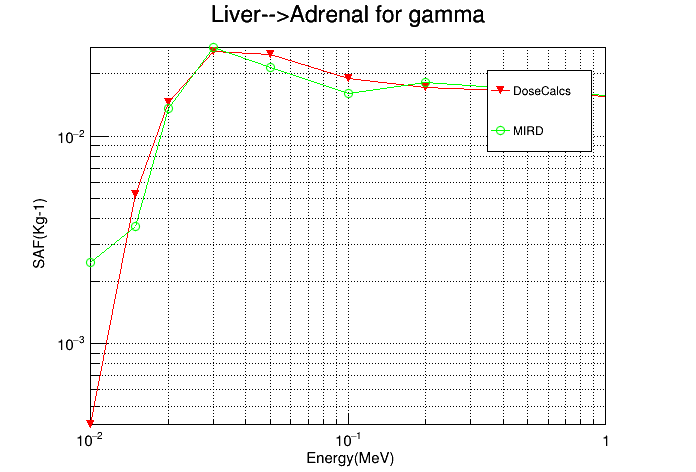 Liver-->Adrenal for gamma
SAF(Kg-1)
10⁻²
10⁻³
DoseCalcs
MIRD
10⁻²
10⁻¹
1
Energy(MeV)